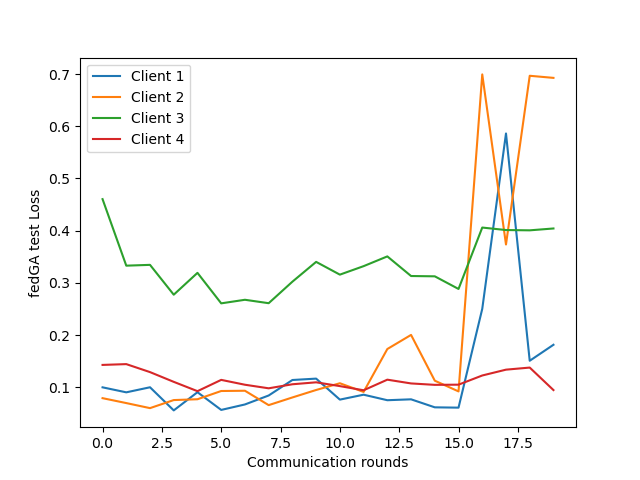 Client 1
Client 2
Client 3
Client 4
0.7
0.6
0.5
0.4
0.3
0.2
0.1
fedGA test Loss
0.0 2.5 5.0 7.5 10.0 12.5 15.0 17.5
Communication rounds